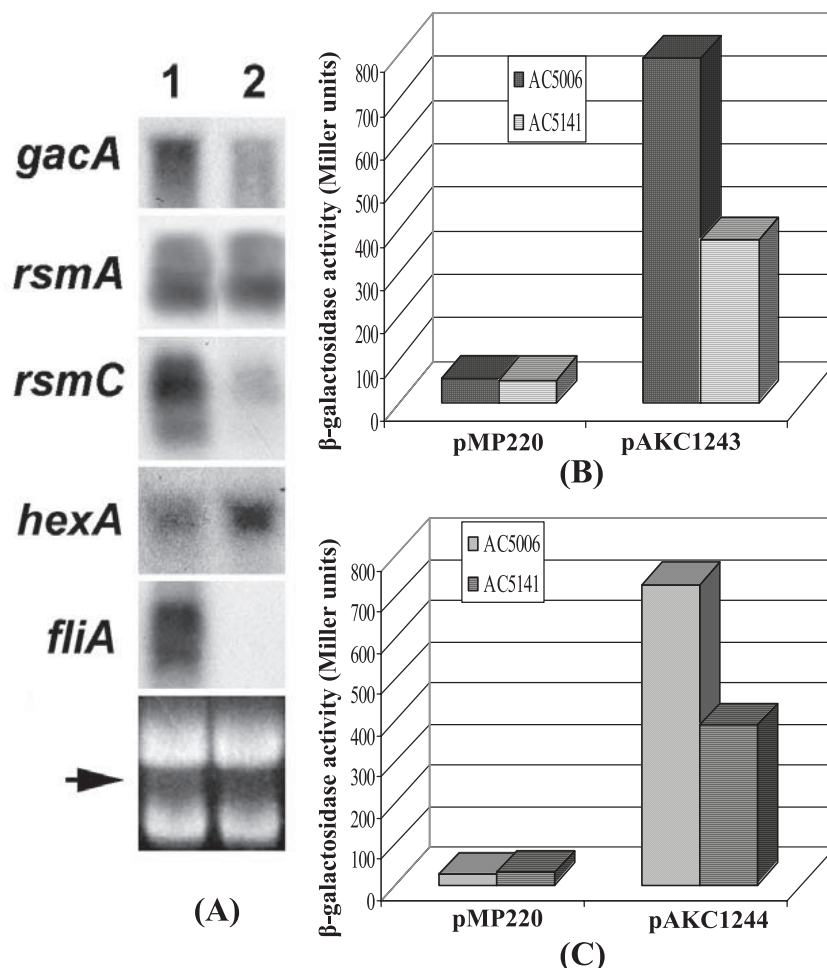 1 2
gacA
rsmA
rsmC
hexA
fliA
(A)
β-galactosidase activity (Miller units)
800
700
600
500
400
300
200
100
0
AC5006
AC5141
pMP220 pAKC1243
(B)
β-galactosidase activity (Miller units)
800
700
600
500
400
300
200
100
0
AC5006
AC5141
pMP220 pAKC1244
(C)